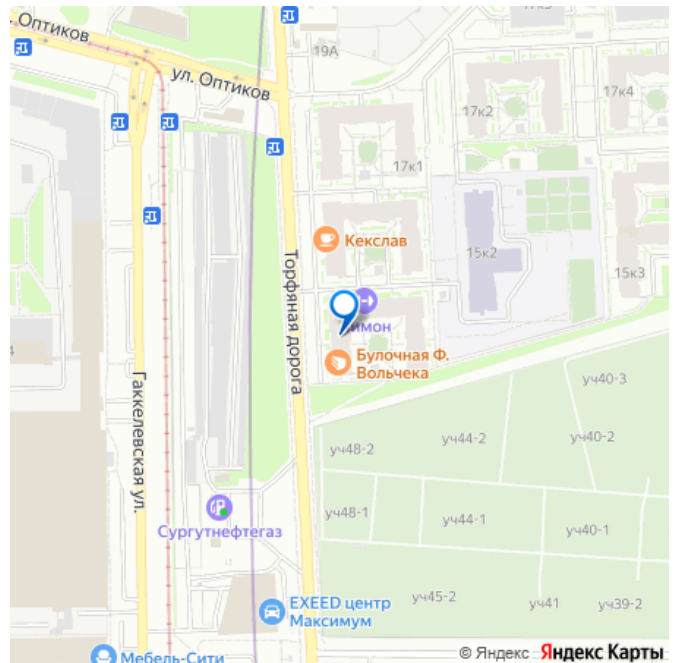 Оптиков
17к3
19А
ул. Оптиков
17к4
17к2
17к1
Кекслав
15к2
15к3
Торфяная дорога
Лимон
Булочная Ф.
Вольчека
Гаккелевская ул.
уч40-3
уч48-2
уч44-2
уч40-2
уч48-1
уч44-1
уч40-1
Сургутнефтегаз
уч45-2
уч41
уч39-2
EXEED центр
Максимум
Мебель-Сити
© Яндекс Яндекс Карты